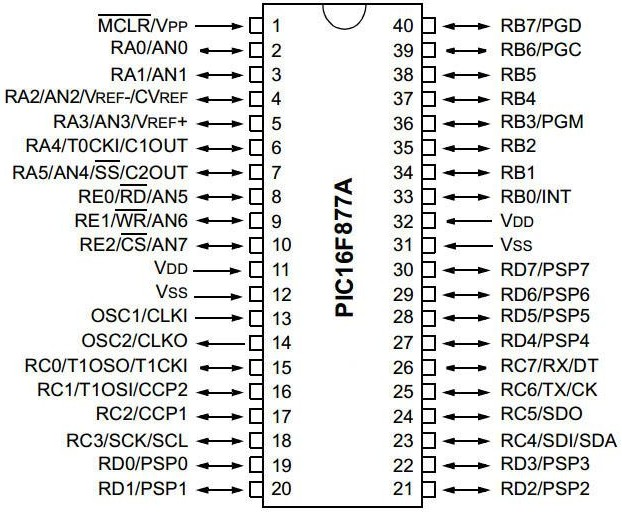 MCLR/VPP 1 40 RB7/PGD
RA0/AN0 2 39 RB6/PGC
RA1/AN1 3 38 RB5
RA2/AN2/VREF-/CVREF 4 37 RB4
RA3/AN3/VREF+ 5 36 RB3/PGM
RA4/T0CKI/C1OUT 6 35 RB2
RA5/AN4/SS/C2OUT 7 34 RB1
RE0/RD/AN5 8 33 RB0/INT
RE1/WR/AN6 9 32 VDD
RE2/CS/AN7 10 31 VSS
VDD 11 30 RD7/PSP7
VSS 12 29 RD6/PSP6
OSC1/CLKI 13 28 RD5/PSP5
OSC2/CLKO 14 27 RD4/PSP4
RC0/T1OSO/T1CKI 15 26 RC7/RX/DT
RC1/T1OSI/CCP2 16 25 RC6/TX/CK
RC2/CCP1 17 24 RC5/SDO
RC3/SCK/SCL 18 23 RC4/SDI/SDA
RD0/PSP0 19 22 RD3/PSP3
RD1/PSP1 20 21 RD2/PSP2
PIC16F877A